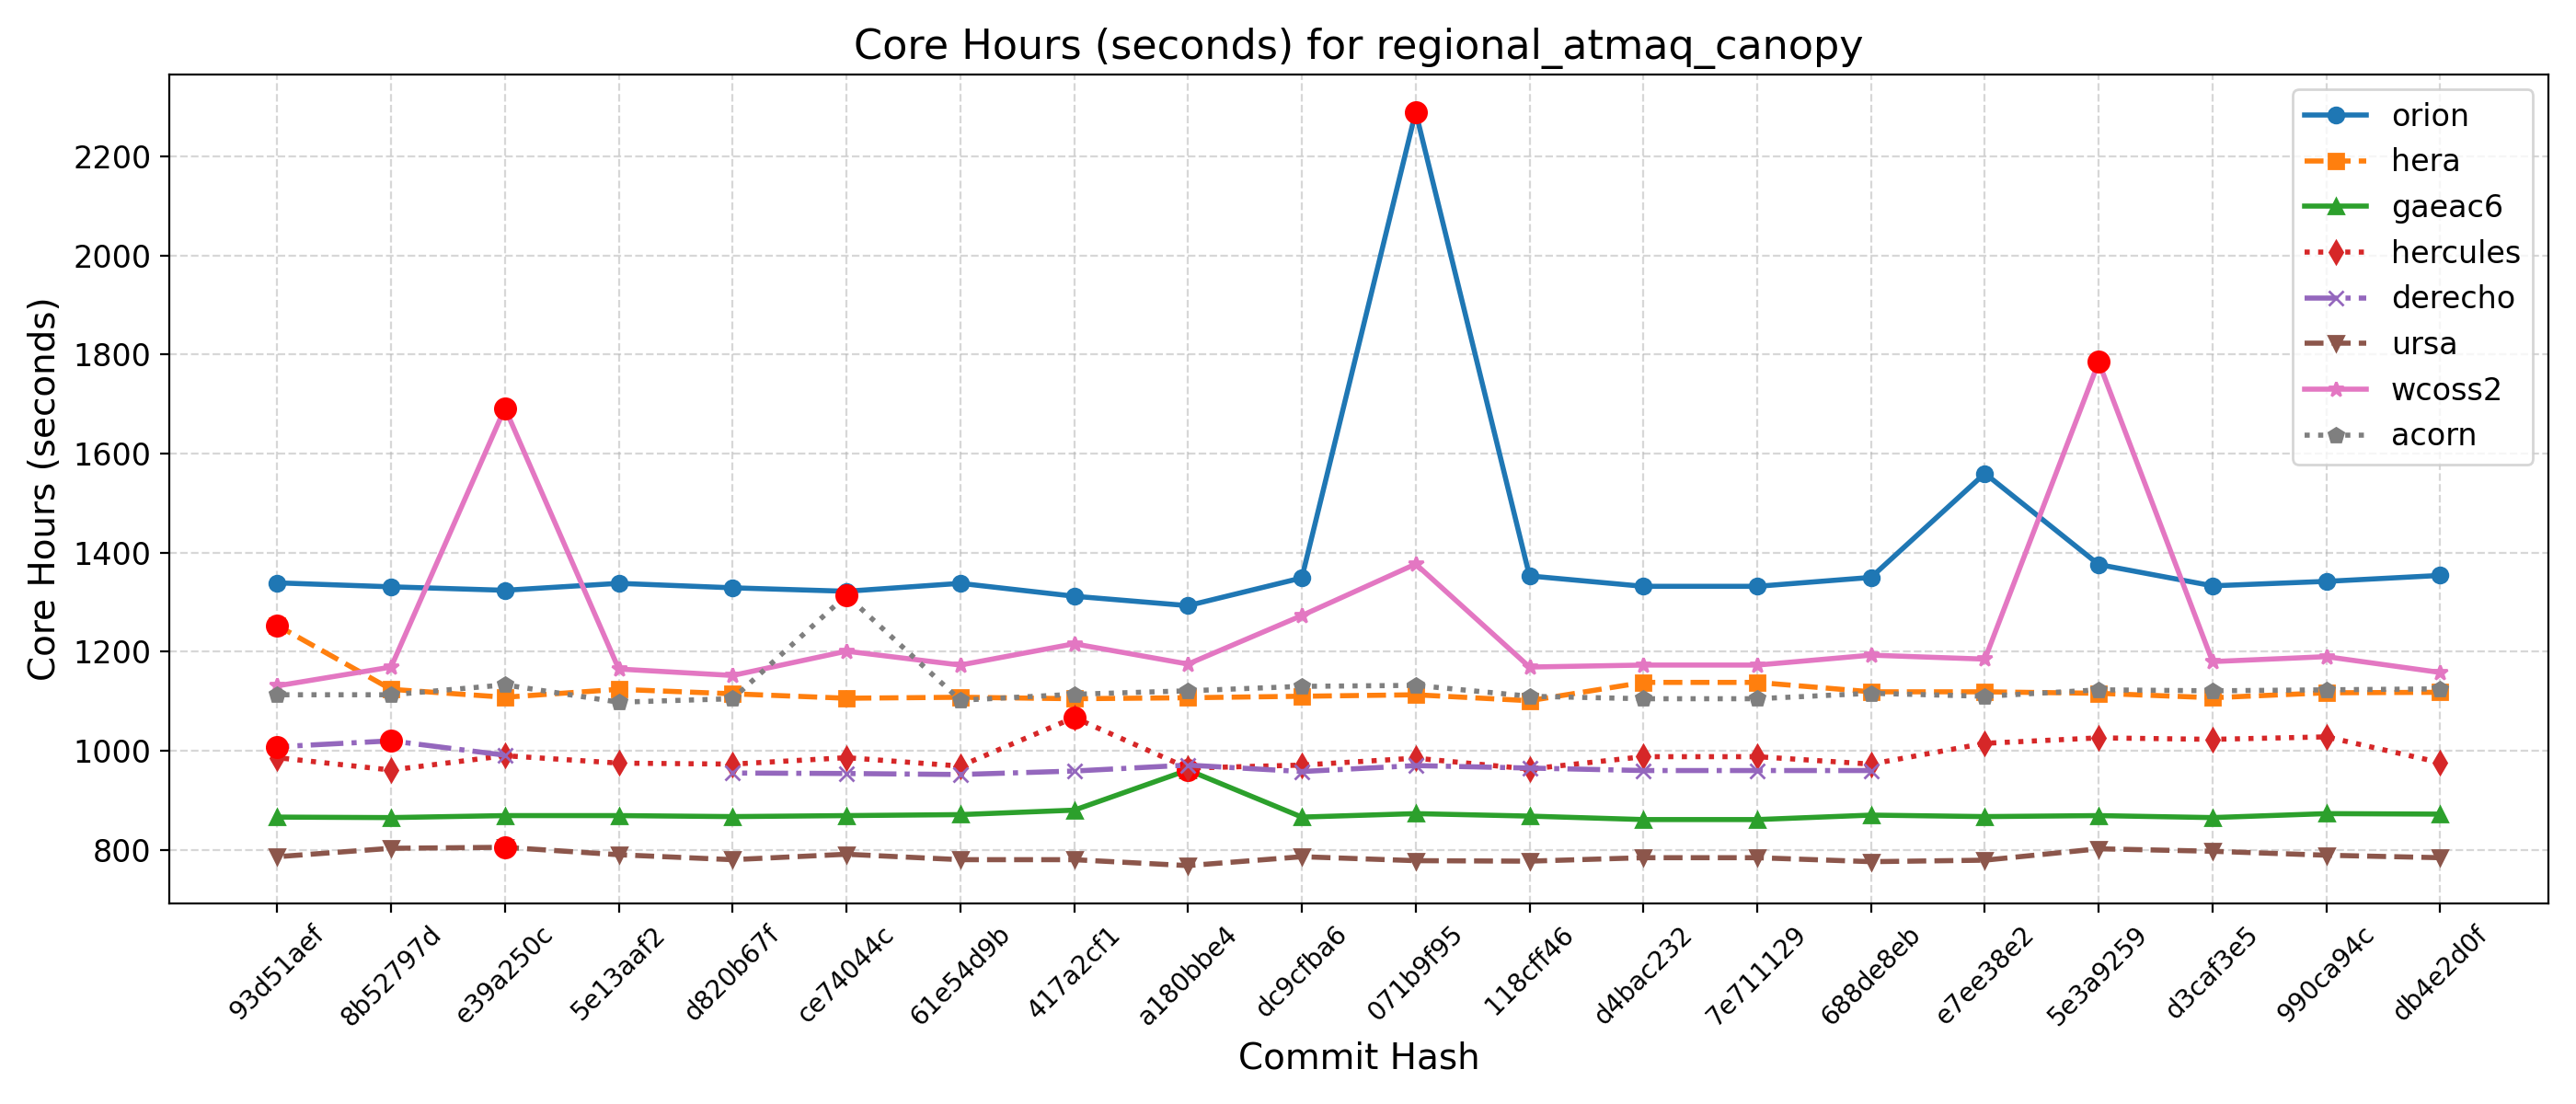 Core Hours (seconds) for regional_atmaq_canopy
Core Hours (seconds)
2200
2000
1800
1600
1400
1200
1000
800
orion
hera
gaeac6
hercules
derecho
ursa
wcoss2
acorn
93d51aef
8b52797d
e39a250c
5e13aaf2
d820b67f
ce74044c
61e54d9b
417a2cf1
a180bbe4
dc9cfba6
071b9f95
118cff46
d4bac232
7e711129
688de8eb
e7ee38e2
5e3a9259
d3caf3e5
990ca94c
db4e2d0f
Commit Hash